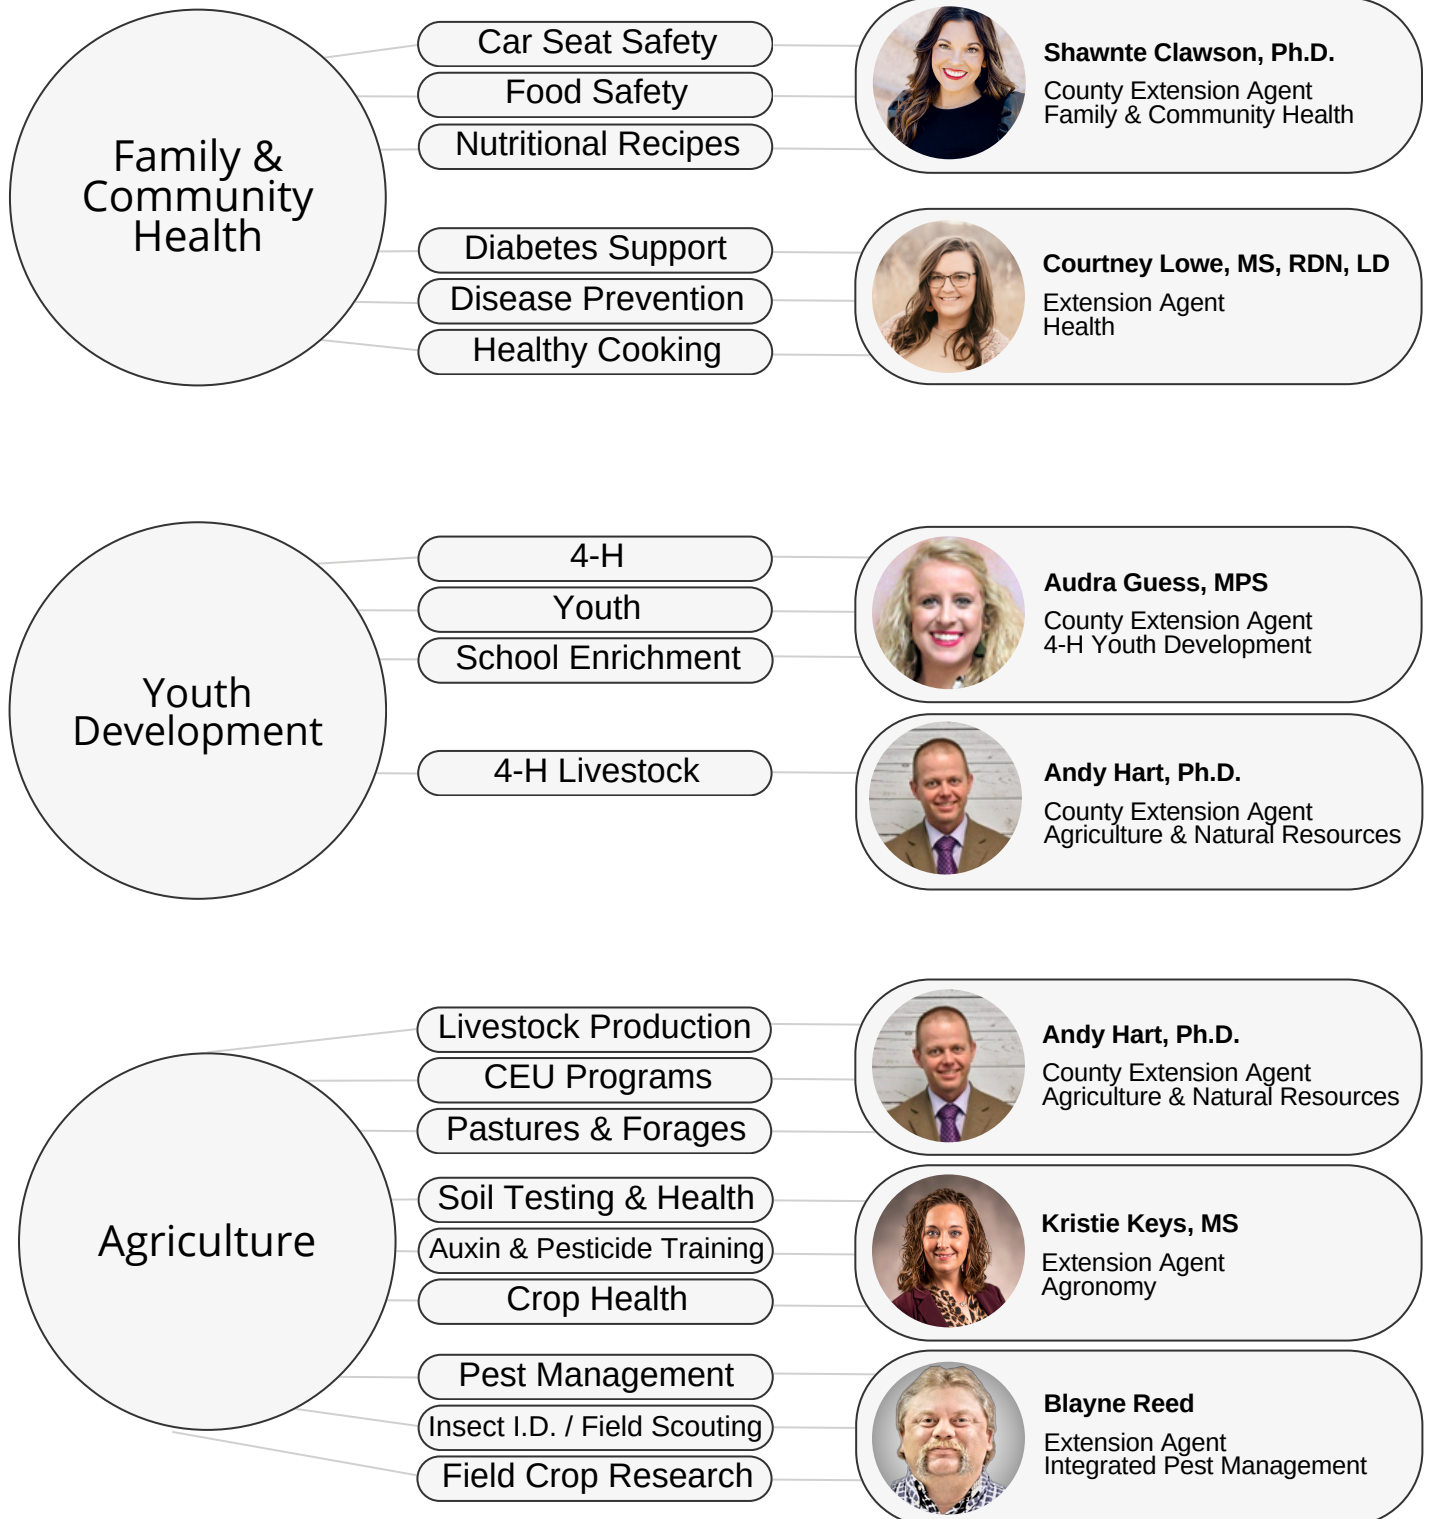 Family &
Community
Health
Car Seat Safety
Food Safety
Nutritional Recipes
Shawnte Clawson, Ph.D.
County Extension Agent
Family & Community Health
Diabetes Support
Disease Prevention
Healthy Cooking
Courtney Lowe, MS, RDN, LD
Extension Agent
Health
Youth
Development
4-H
Youth
School Enrichment
Audra Guess, MPS
County Extension Agent
4-H Youth Development
4-H Livestock
Andy Hart, Ph.D.
County Extension Agent
Agriculture & Natural Resources
Agriculture
Livestock Production
CEU Programs
Pastures & Forages
Andy Hart, Ph.D.
County Extension Agent
Agriculture & Natural Resources
Soil Testing & Health
Auxin & Pesticide Training
Crop Health
Kristie Keys, MS
Extension Agent
Agronomy
Pest Management
Insect I.D. / Field Scouting
Field Crop Research
Blayne Reed
Extension Agent
Integrated Pest Management